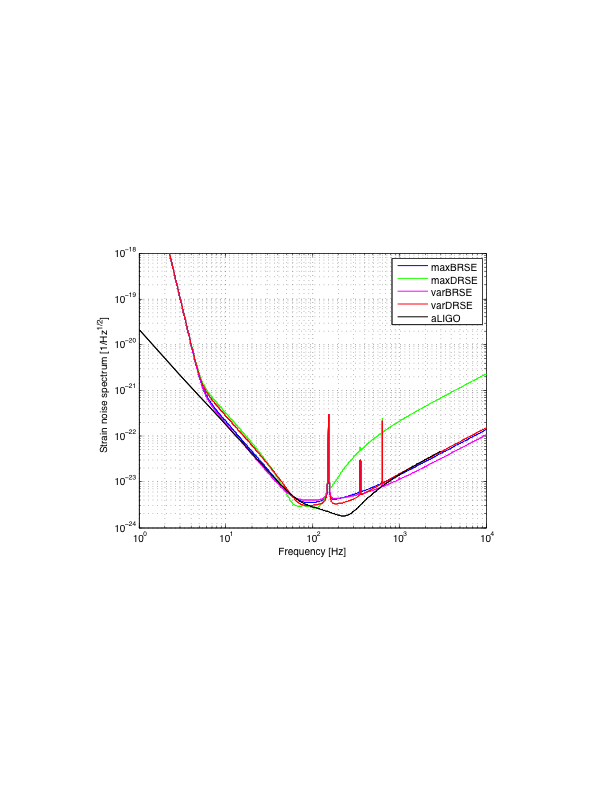 10^-18
10^-19
10^-20
10^-21
10^-22
10^-23
10^-24
Strain noise spectrum [1/Hz^1/2]
maxBRSE
maxDRSE
varBRSE
varDRSE
aLIGO
10^0 10^1 10^2 10^3 10^4
Frequency [Hz]